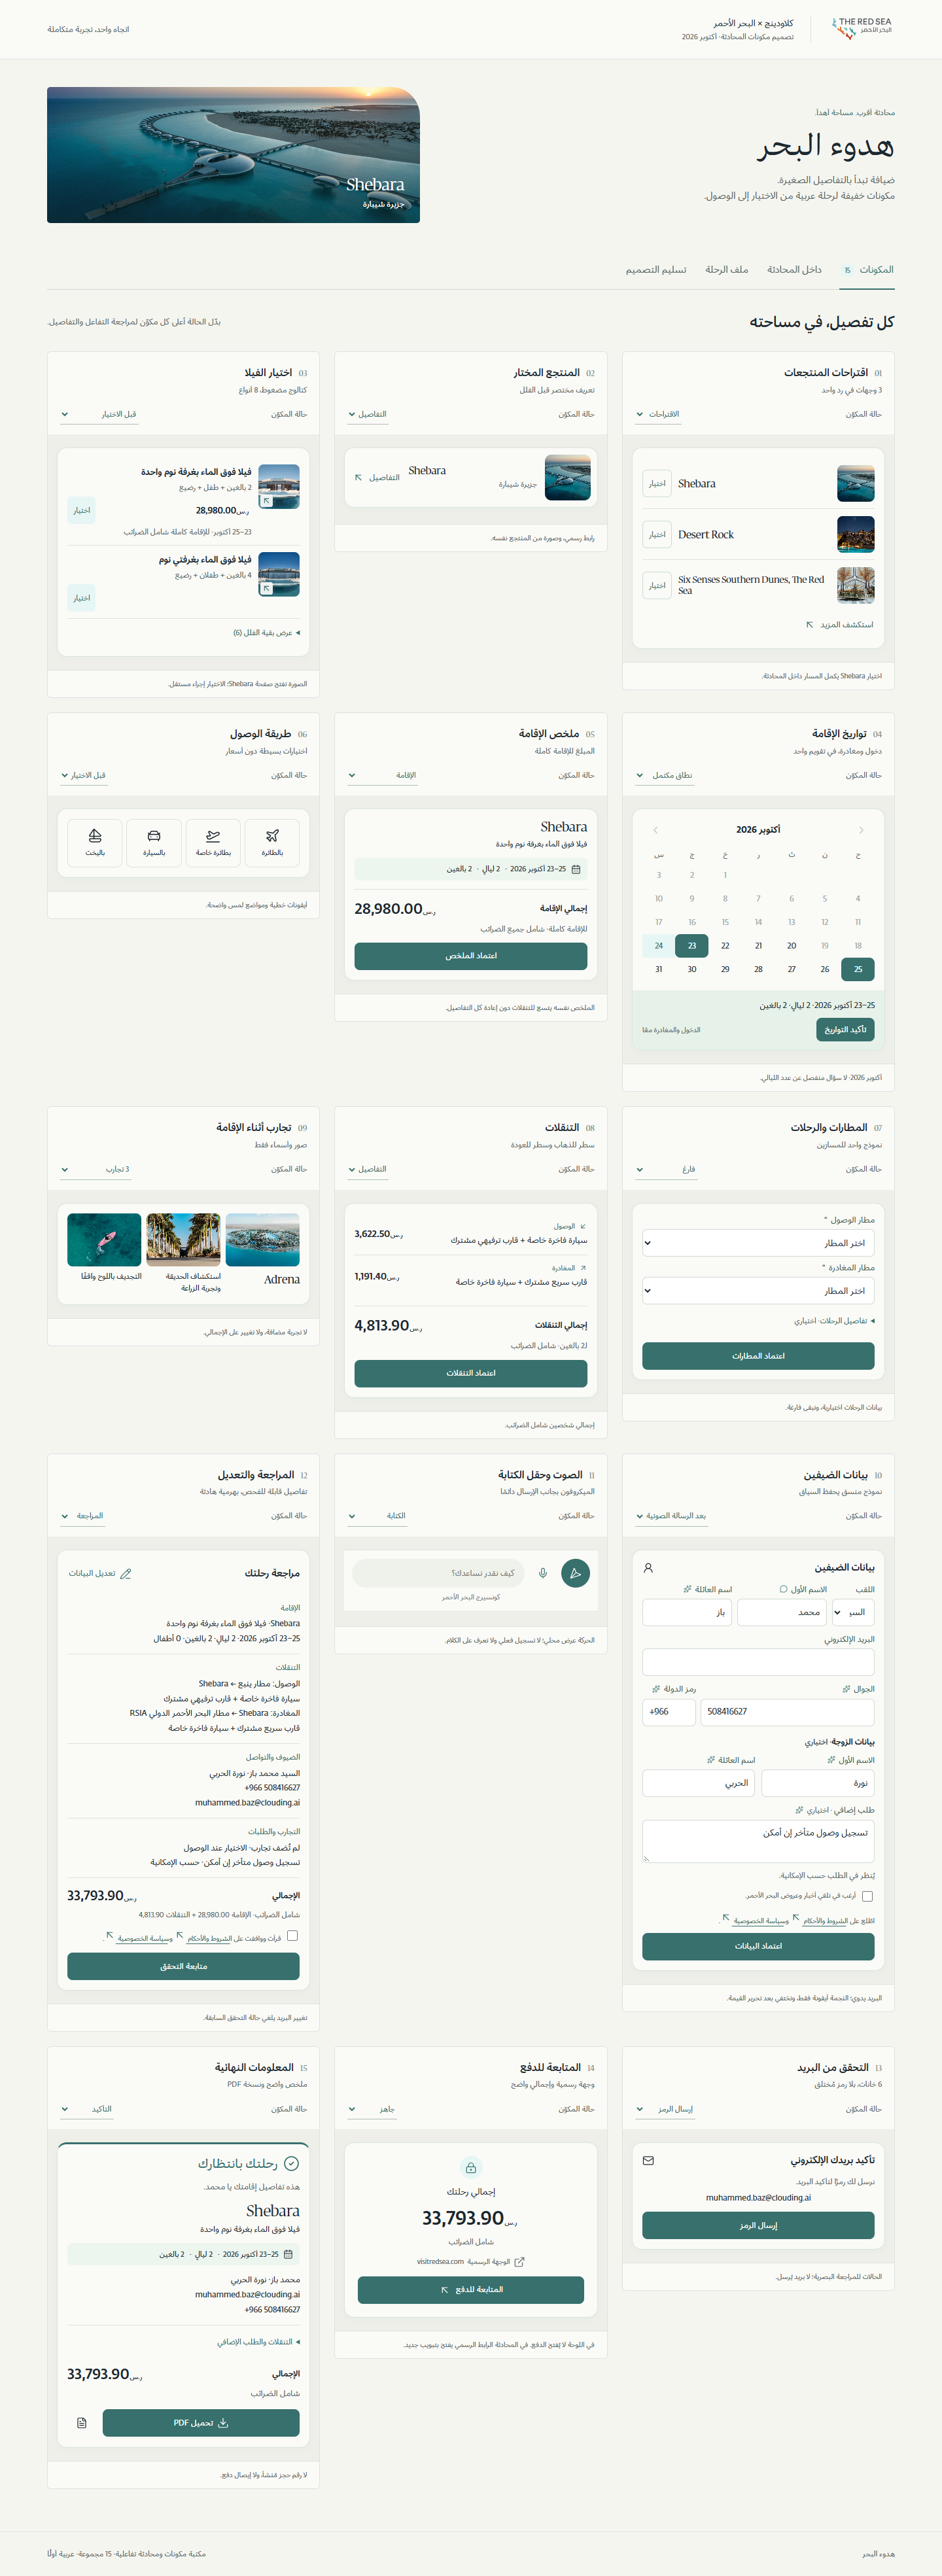 THE RED SEA
البحر الأحمر
كلاودينج × البحر الأحمر
تصميم مكونات المحادثة · أكتوبر 2026
اتجاه واحد، تجربة متكاملة
محادثة أقرب. مساحة أهدأ.
هدوء البحر
ضيافة تبدأ بالتفاصيل الصغيرة.
مكونات خفيفة لرحلة عربية من الاختيار إلى الوصول.
Shebara
جزيرة شيبارة
المكونات 15
داخل المحادثة
ملف الرحلة
تسليم التصميم
كل تفصيل، في مساحته
بدّل الحالة أعلى كل مكوّن لمراجعة التفاعل والتفاصيل.
01 اقتراحات المنتجعات
3 وجهات في رد واحد
حالة المكوّن
الاقتراحات
Shebara
اختيار
Desert Rock
اختيار
Six Senses Southern Dunes, The Red Sea
اختيار
استكشف المزيد
اختيار Shebara يكمل المسار داخل المحادثة.
02 المنتجع المختار
تعريف مختصر قبل الفلل
حالة المكوّن
التفاصيل
Shebara
جزيرة شيبارة
التفاصيل
رابط رسمي، وصورة من المنتجع نفسه.
03 اختيار الفيلا
كتالوج مضغوط، 8 أنواع
حالة المكوّن
قبل الاختيار
فيلا فوق الماء بغرفة نوم واحدة
2 بالغين + طفل + رضيع
28,980.00 ر.س
اختيار
23–25 أكتوبر · للإقامة كاملة شامل الضرائب
فيلا فوق الماء بغرفتي نوم
4 بالغين + طفلان + رضيع
اختيار
عرض بقية الفلل (6)
الصورة تفتح صفحة Shebara؛ الاختيار إجراء مستقل.
04 تواريخ الإقامة
دخول ومغادرة، في تقويم واحد
حالة المكوّن
نطاق مكتمل
أكتوبر 2026
ح ن ث ر خ ج س
1 2 3
4 5 6 7 8 9 10
11 12 13 14 15 16 17
18 19 20 21 22 23 24
25 26 27 28 29 30 31
23–25 أكتوبر 2026 · 2 ليالٍ · 2 بالغين
تأكيد التواريخ
الدخول والمغادرة معًا
أكتوبر 2026 · لا سؤال منفصل عن عدد الليالي.
05 ملخص الإقامة
المبلغ للإقامة كاملة
حالة المكوّن
الإقامة
Shebara
فيلا فوق الماء بغرفة نوم واحدة
23–25 أكتوبر 2026 · 2 ليالٍ · 2 بالغين
إجمالي الإقامة
28,980.00 ر.س
للإقامة كاملة · شامل جميع الضرائب
اعتماد الملخص
الملخص نفسه يتسع للتنقلات دون إعادة كل التفاصيل.
06 طريقة الوصول
اختيارات بسيطة دون أسعار
حالة المكوّن
قبل الاختيار
بالطائرة
بطائرة خاصة
بالسيارة
باليخت
أيقونات خطية ومواضع لمس واضحة.
07 المطارات والرحلات
نموذج واحد للمسارين
حالة المكوّن
فارغ
مطار الوصول *
اختر المطار
مطار المغادرة *
اختر المطار
تفاصيل الرحلات · اختياري
اعتماد المطارات
بيانات الرحلات اختيارية، وتبقى فارغة.
08 التنقلات
سطر للذهاب وسطر للعودة
حالة المكوّن
التفاصيل
الوصول
سيارة فاخرة خاصة + قارب ترفيهي مشترك
3,622.50 ر.س
المغادرة
قارب سريع مشترك + سيارة فاخرة خاصة
1,191.40 ر.س
إجمالي التنقلات
4,813.90 ر.س
لـ2 بالغين · شامل الضرائب
اعتماد التنقلات
إجمالي شخصين شامل الضرائب.
09 تجارب أثناء الإقامة
صور وأسماء فقط
حالة المكوّن
3 تجارب
Adrena
استكشاف الحديقة وتجربة الزراعة
التجديف باللوح واقفًا
لا تجربة مضافة، ولا تغيير على الإجمالي.
10 بيانات الضيفين
نموذج متسق يحفظ السياق
حالة المكوّن
بعد الرسالة الصوتية
بيانات الضيفين
اللقب
الاسم الأول
اسم العائلة
السيد
محمد
باز
البريد الإلكتروني
الجوال
رمز الدولة
508416627
+966
بيانات الزوجة · اختياري
الاسم الأول
اسم العائلة
نورة
الحربي
طلب إضافي · اختياري
تسجيل وصول متأخر إن أمكن
يُنظر في الطلب حسب الإمكانية.
أرغب في تلقي أخبار وعروض البحر الأحمر.
اطّلع على الشروط والأحكام وسياسة الخصوصية.
اعتماد البيانات
البريد يدوي؛ النجمة أيقونة فقط، وتختفي بعد تحرير القيمة.
11 الصوت وحقل الكتابة
الميكروفون بجانب الإرسال دائمًا
حالة المكوّن
الكتابة
كيف نقدر نساعدك؟
كونسيرج البحر الأحمر
الحركة عرض محلي؛ لا تسجيل فعلي ولا تعرف على الكلام.
12 المراجعة والتعديل
تفاصيل قابلة للفحص، بهرمية هادئة
حالة المكوّن
المراجعة
مراجعة رحلتك
تعديل البيانات
الإقامة
Shebara · فيلا فوق الماء بغرفة نوم واحدة
23–25 أكتوبر 2026 · 2 ليالٍ · 2 بالغين · 0 أطفال
التنقلات
الوصول: مطار ينبع ← Shebara
سيارة فاخرة خاصة + قارب ترفيهي مشترك
المغادرة: Shebara ← مطار البحر الأحمر الدولي RSIA
قارب سريع مشترك + سيارة فاخرة خاصة
الضيوف والتواصل
السيد محمد باز · نورة الحربي
+966 508416627
muhammed.baz@clouding.ai
التجارب والطلبات
لم تُضف تجارب · الاختيار عند الوصول
تسجيل وصول متأخر إن أمكن · حسب الإمكانية
الإجمالي
33,793.90 ر.س
شامل الضرائب · الإقامة 28,980.00 + التنقلات 4,813.90
قرأت ووافقت على الشروط والأحكام وسياسة الخصوصية.
متابعة التحقق
تغيير البريد يلغي حالة التحقق السابقة.
13 التحقق من البريد
6 خانات، بلا رمز مُختلق
حالة المكوّن
إرسال الرمز
تأكيد بريدك الإلكتروني
نرسل لك رمزًا لتأكيد البريد.
muhammed.baz@clouding.ai
إرسال الرمز
الحالات للمراجعة البصرية؛ لا بريد يُرسل.
14 المتابعة للدفع
وجهة رسمية وإجمالي واضح
حالة المكوّن
جاهز
إجمالي رحلتك
33,793.90 ر.س
شامل الضرائب
الوجهة الرسمية visitredsea.com
المتابعة للدفع
في اللوحة لا يُفتح الدفع. في المحادثة الرابط الرسمي يفتح بتبويب جديد.
15 المعلومات النهائية
ملخص واضح ونسخة PDF
حالة المكوّن
التأكيد
رحلتك بانتظارك
هذه تفاصيل إقامتك يا محمد.
Shebara
فيلا فوق الماء بغرفة نوم واحدة
23–25 أكتوبر 2026 · 2 ليالٍ · 2 بالغين
محمد باز · نورة الحربي
muhammed.baz@clouding.ai
+966 508416627
التنقلات والطلب الإضافي
الإجمالي
33,793.90 ر.س
شامل الضرائب
تحميل PDF
لا رقم حجز مُنشأ، ولا إيصال دفع.
هدوء البحر
مكتبة مكونات ومحادثة تفاعلية · 15 مجموعة · عربية أولًا